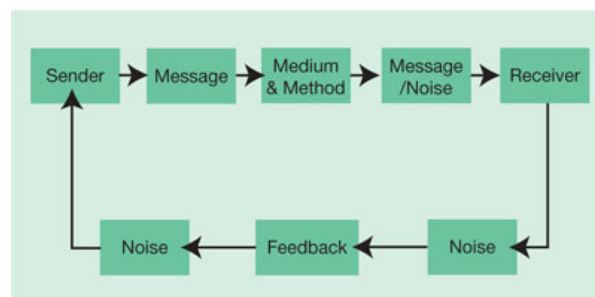 Sender
Message
Medium
& Method
Message
/Noise
Receiver
Noise
Feedback
Noise